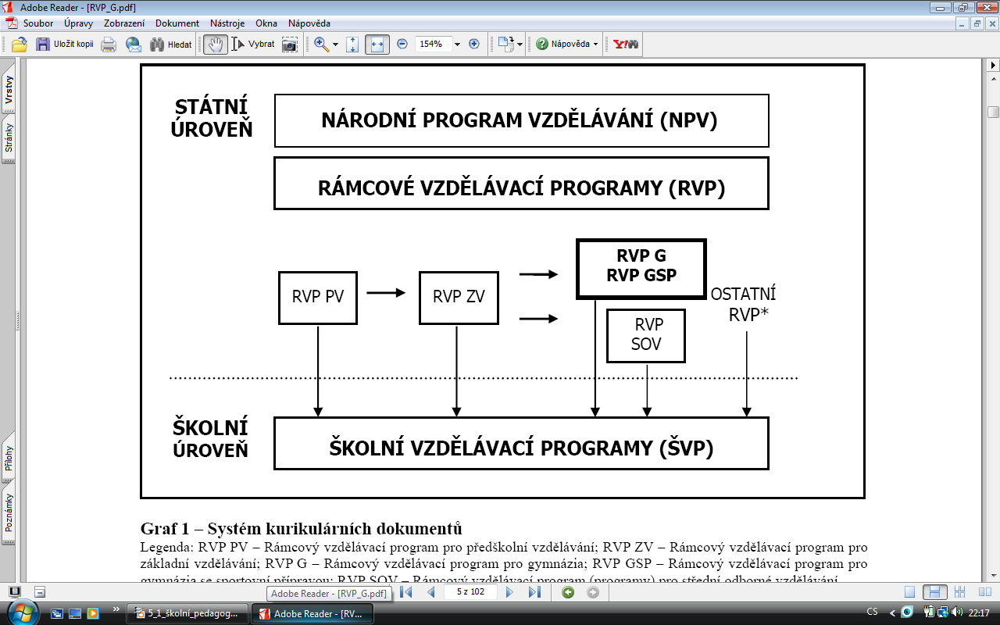 Adobe Reader - [RVP_G.pdf]
Soubor Úpravy Zobrazení Dokument Nástroje Okna Nápověda
Uložit kopii Hledat Vybrat 154% Nápověda Y!
Vrstvy
Stránky
Přílohy
Poznámky
STÁTNÍ
ÚROVEŇ
NÁRODNÍ PROGRAM VZDĚLÁVÁNÍ (NPV)
RÁMCOVÉ VZDĚLÁVACÍ PROGRAMY (RVP)
RVP PV
RVP ZV
RVP G
RVP GSP
RVP
SOV
OSTATNÍ
RVP*
ŠKOLNÍ
ÚROVEŇ
ŠKOLNÍ VZDĚLÁVACÍ PROGRAMY (ŠVP)
Graf 1 – Systém kurikulárních dokumentů
Legenda: RVP PV – Rámcový vzdělávací program pro předškolní vzdělávání; RVP ZV – Rámcový vzdělávací program pro
základní vzdělávání; RVP G – Rámcový vzdělávací program pro gymnázia; RVP GSP – Rámcový vzdělávací program pro
gymnázia se sportovní přípravou; RVP SOV – Rámcový vzdělávací program (programy) pro střední odborné vzdělávání
Adobe Reader - [RVP_G.pdf]
5 z 102
5_1_školní_pedagog...
Adobe Reader - [RV...
CS
22:17